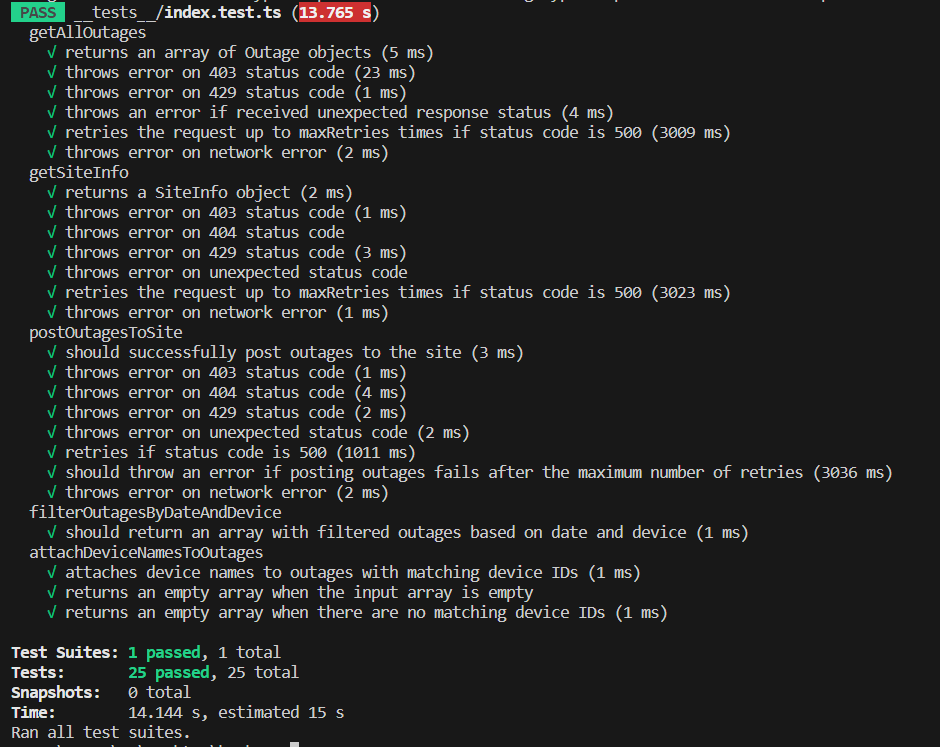 PASS __tests__/index.test.ts (13.765 s)
getAllOutages
√ returns an array of Outage objects (5 ms)
√ throws error on 403 status code (23 ms)
√ throws error on 429 status code (1 ms)
√ throws an error if received unexpected response status (4 ms)
√ retries the request up to maxRetries times if status code is 500 (3009 ms)
√ throws error on network error (2 ms)
getSiteInfo
√ returns a SiteInfo object (2 ms)
√ throws error on 403 status code (1 ms)
√ throws error on 404 status code
√ throws error on 429 status code (3 ms)
√ throws error on unexpected status code
√ retries the request up to maxRetries times if status code is 500 (3023 ms)
√ throws error on network error (1 ms)
postOutagesToSite
√ should successfully post outages to the site (3 ms)
√ throws error on 403 status code (1 ms)
√ throws error on 404 status code (4 ms)
√ throws error on 429 status code (2 ms)
√ throws error on unexpected status code (2 ms)
√ retries if status code is 500 (1011 ms)
√ should throw an error if posting outages fails after the maximum number of retries (3036 ms)
√ throws error on network error (2 ms)
filterOutagesByDateAndDevice
√ should return an array with filtered outages based on date and device (1 ms)
attachDeviceNamesToOutages
√ attaches device names to outages with matching device IDs (1 ms)
√ returns an empty array when the input array is empty
√ returns an empty array when there are no matching device IDs (1 ms)
Test Suites: 1 passed, 1 total
Tests: 25 passed, 25 total
Snapshots: 0 total
Time: 14.144 s, estimated 15 s
Ran all test suites.